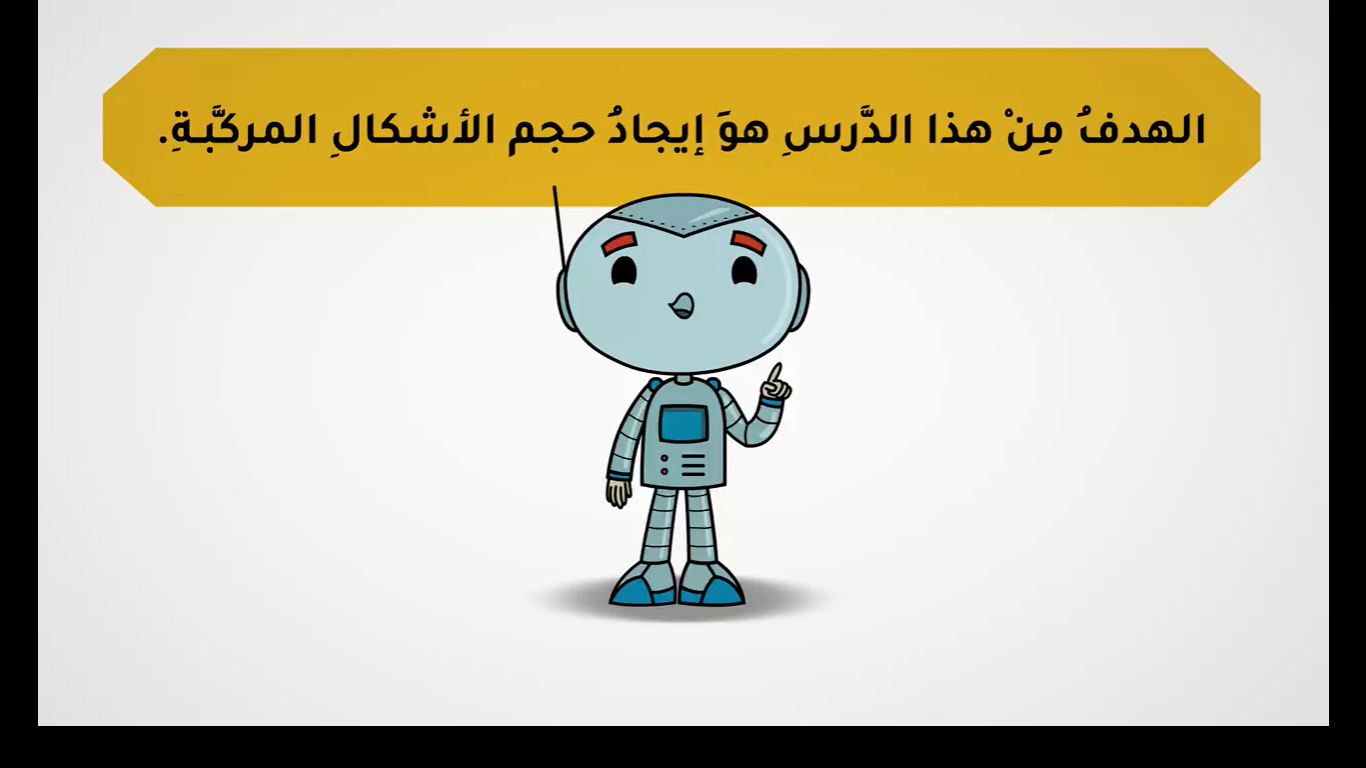 الهدفُ مِنْ هذا الدَّرسِ هوَ إيجادُ حجم الأشكالِ المركَّبةِ.